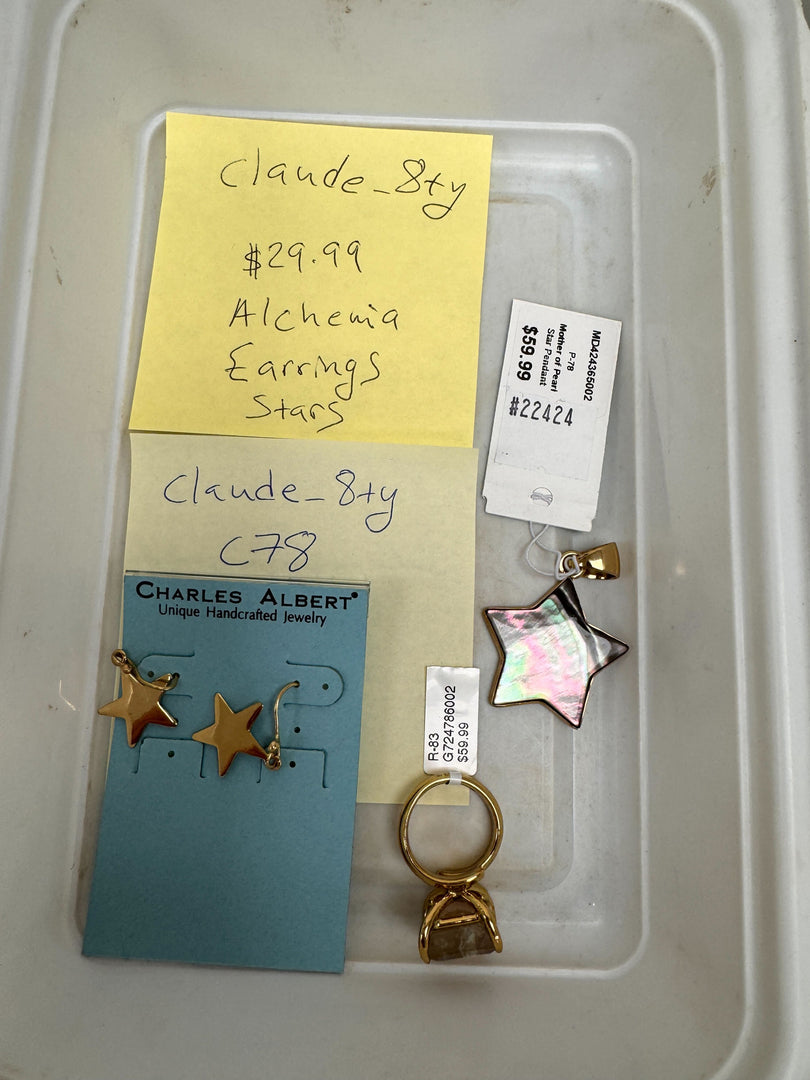 Claude_8ty
$29.99
Alchemia
Earrings
Stars
Claude_8ty
C78
CHARLES ALBERT®
Unique Handcrafted Jewelry
MD424365002
P-78
Mother of Pearl
Star Pendant
$59.99
#22424
R-83
G724786002
$59.99